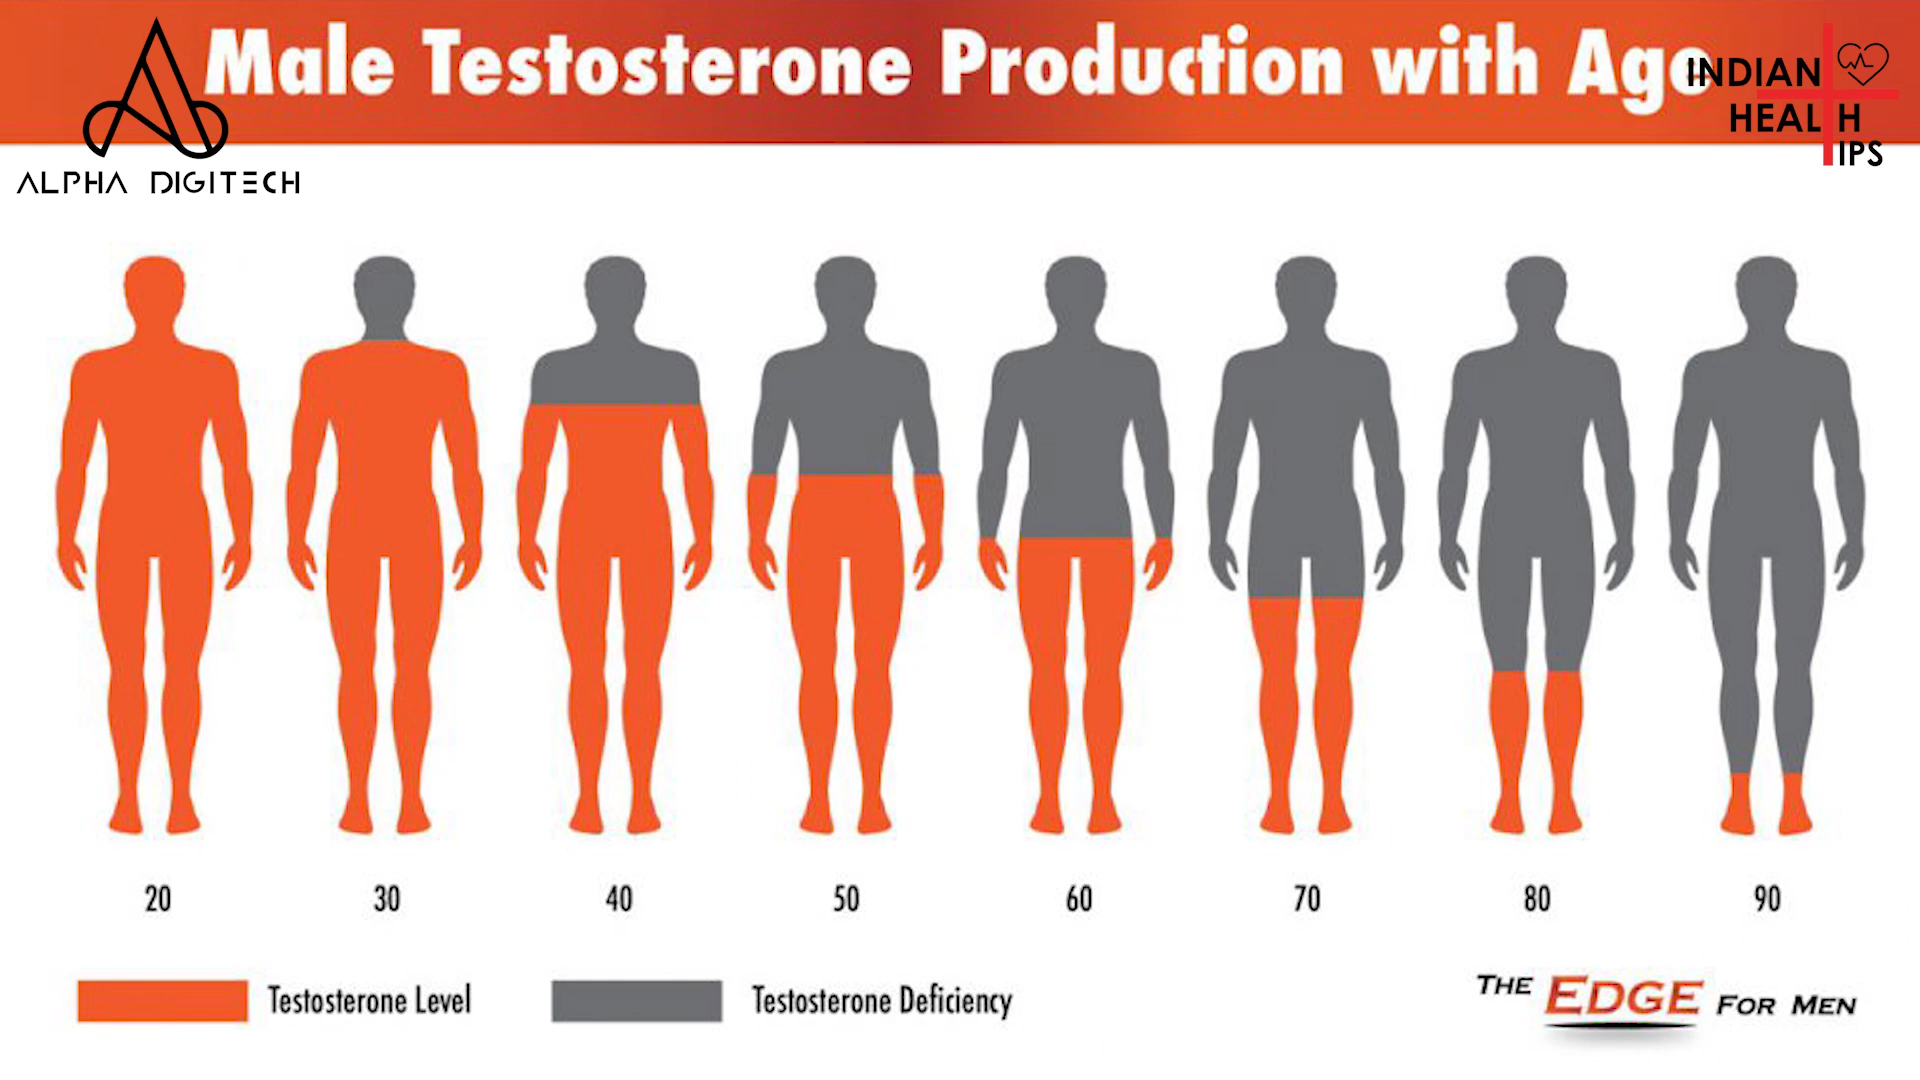 Male Testosterone Production with Age
ALPHA DIGITECH
INDIAN
HEALTH
TIPS
20 30 40 50 60 70 80 90
Testosterone Level
Testosterone Deficiency
THE EDGE FOR MEN